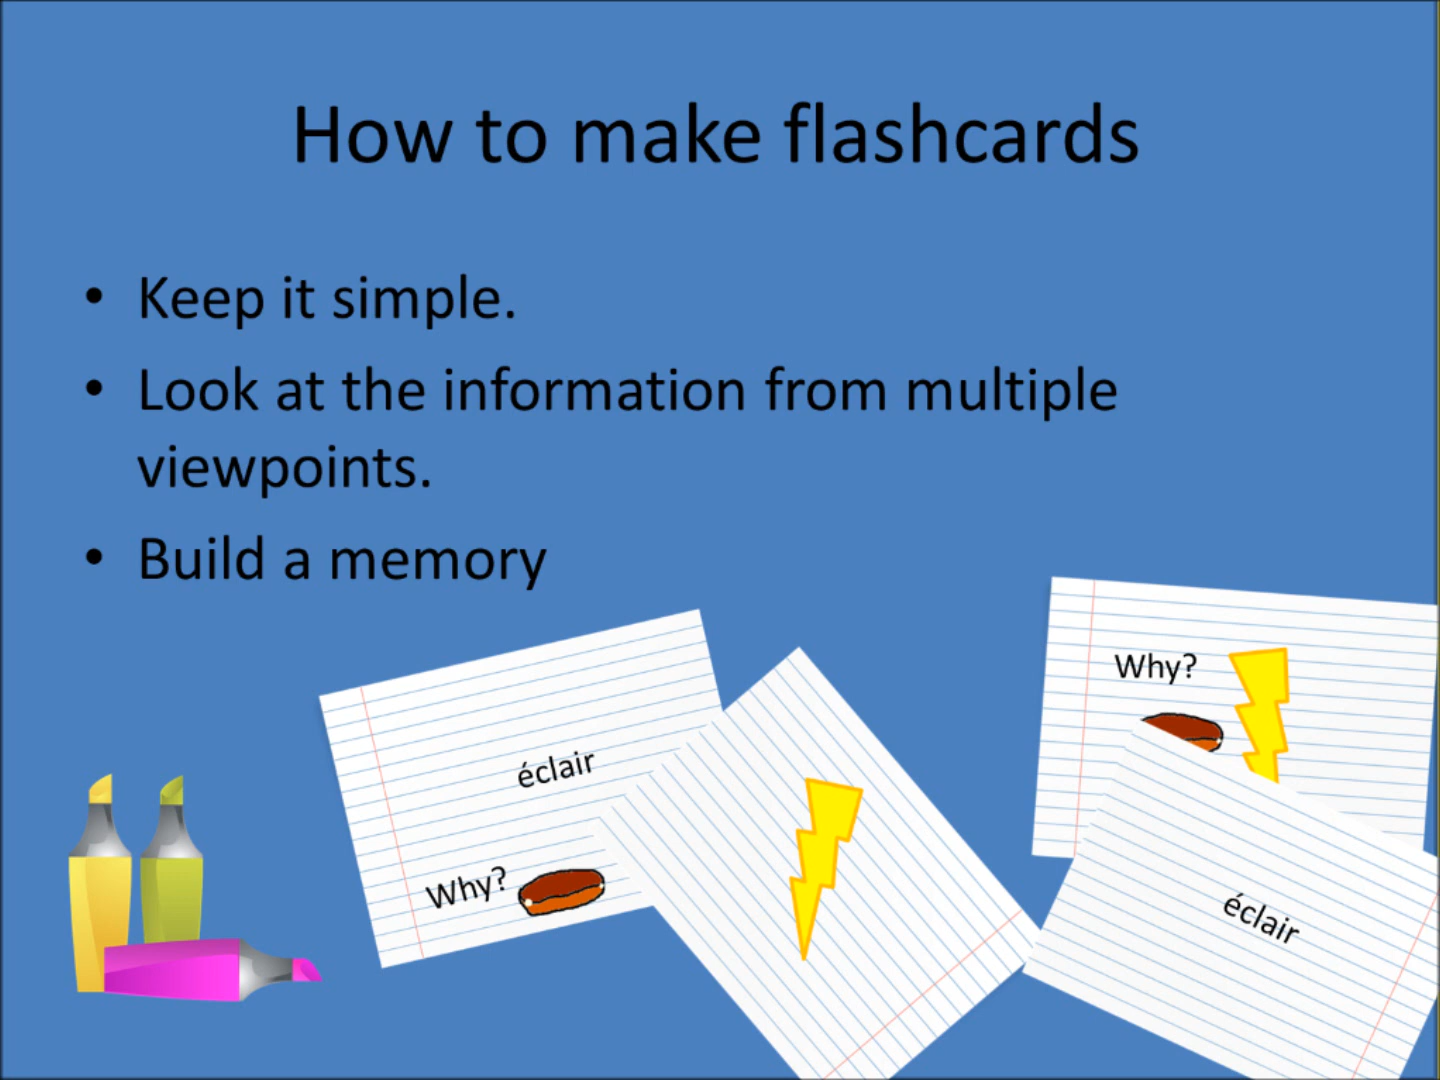 How to make flashcards
• Keep it simple.
• Look at the information from multiple
viewpoints.
• Build a memory
Why?
éclair
Why?
éclair